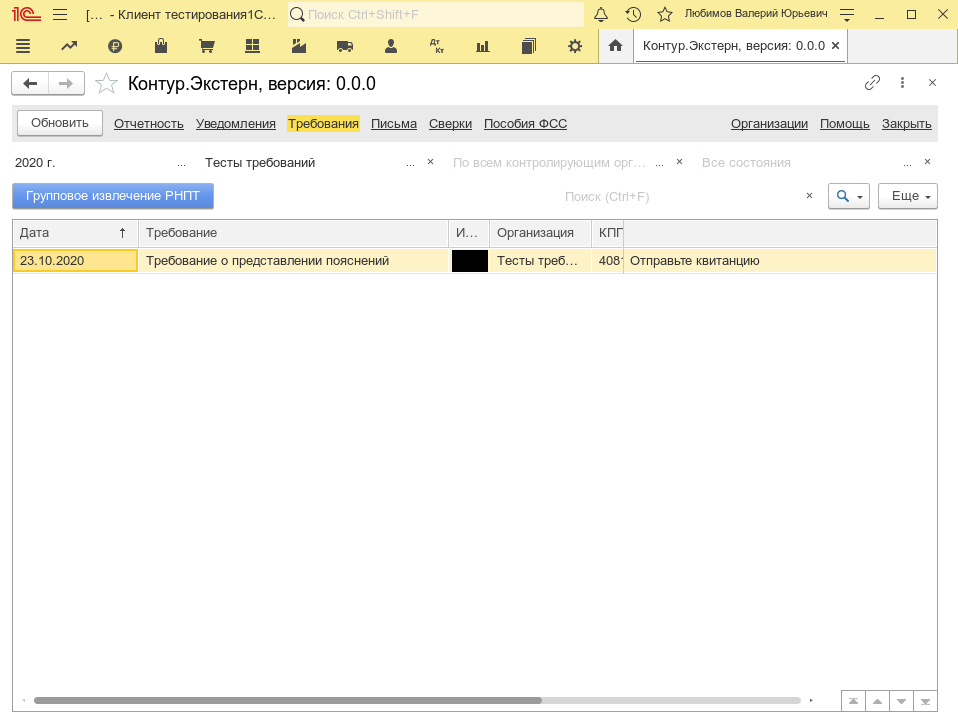 1С [... - Клиент тестирования1С... Поиск Ctrl+Shift+F Любимов Валерий Юрьевич
Дт Кт Контур.Экстерн, версия: 0.0.0 ×
Контур.Экстерн, версия: 0.0.0
Обновить Отчетность Уведомления Требования Письма Сверки Пособия ФСС Организации Помощь Закрыть
2020 г. ... Тесты требований ... × По всем контролирующим орг... ... × Все состояния ... ×
Групповое извлечение РНПТ Поиск (Ctrl+F) × Еще
Дата ↑ Требование И... Организация КПГ
23.10.2020 Требование о представлении пояснений Тесты треб... 4081 Отправьте квитанцию